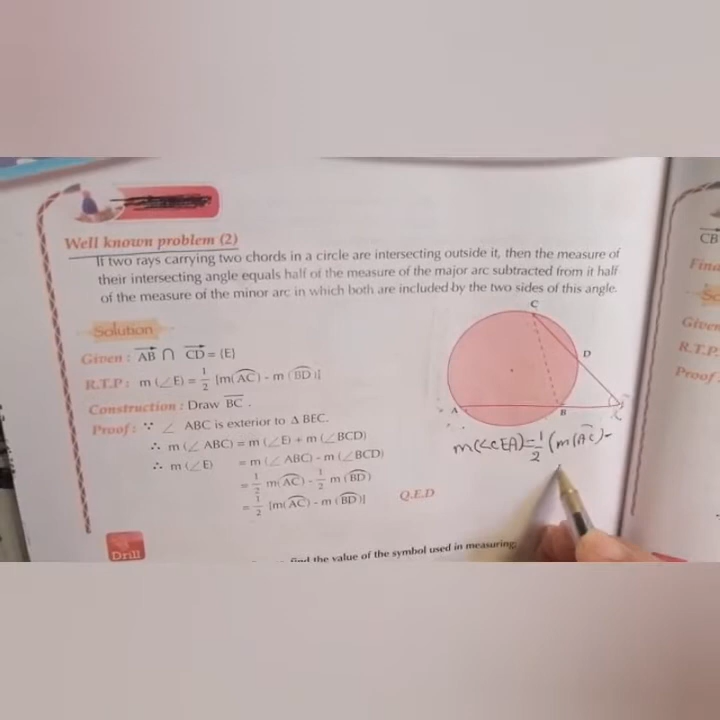 Well known problem (2)
If two rays carrying two chords in a circle are intersecting outside it, then the measure of
their intersecting angle equals half of the measure of the major arc subtracted from it half
of the measure of the minor arc in which both are included by the two sides of this angle.
Solution
Given : AB ∩ CD = {E}
R.T.P : m (∠E) = 1/2 [m(AC) - m (BD)]
Construction : Draw BC .
Proof : ∵ ∠ ABC is exterior to Δ BEC.
∴ m (∠ ABC) = m (∠ E) + m (∠ BCD)
∴ m (∠ E) = m (∠ ABC) - m (∠ BCD)
= 1/2 m(AC) - 1/2 m (BD)
= 1/2 [m(AC) - m (BD)]
Q.E.D
C
D
A
B
m(<CEA)=1/2 (m(AC)-
Drill
find the value of the symbol used in measuring.
CB
Fina
Given
R.T.P.
Proof